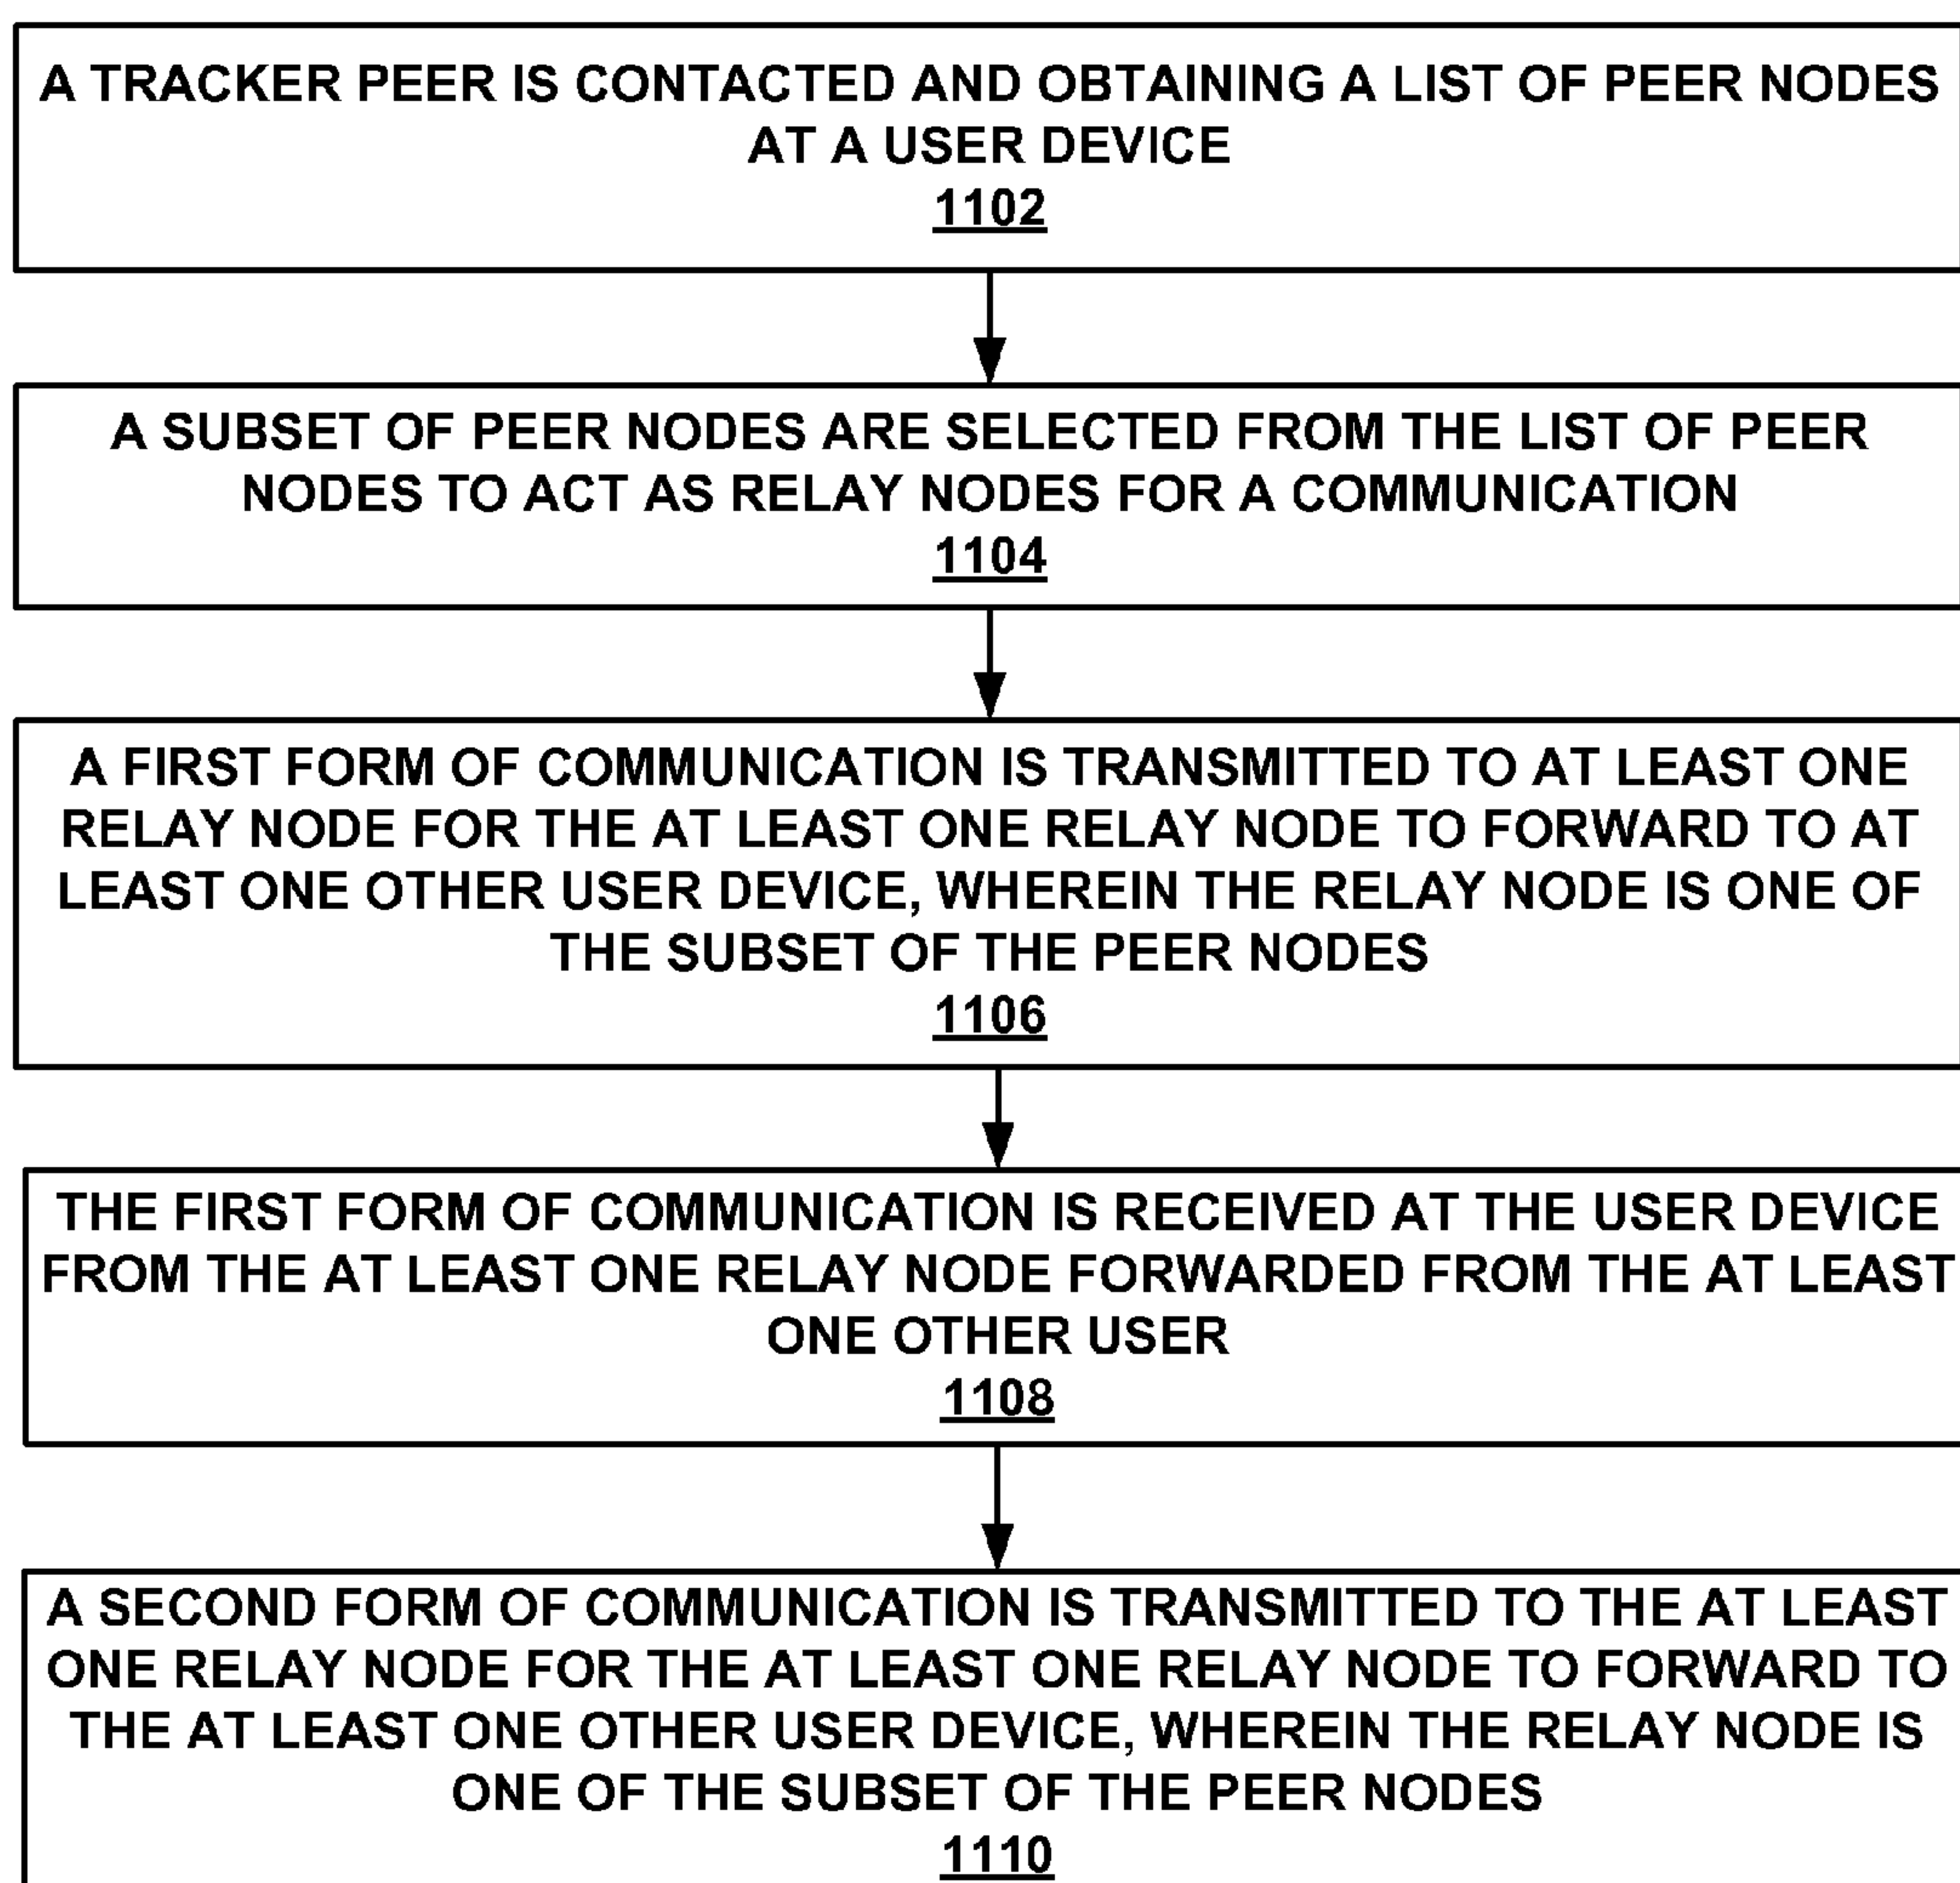 A TRACKER PEER IS CONTACTED AND OBTAINING A LIST OF PEER NODES
AT A USER DEVICE
1102
A SUBSET OF PEER NODES ARE SELECTED FROM THE LIST OF PEER
NODES TO ACT AS RELAY NODES FOR A COMMUNICATION
1104
A FIRST FORM OF COMMUNICATION IS TRANSMITTED TO AT LEAST ONE
RELAY NODE FOR THE AT LEAST ONE RELAY NODE TO FORWARD TO AT
LEAST ONE OTHER USER DEVICE, WHEREIN THE RELAY NODE IS ONE OF
THE SUBSET OF THE PEER NODES
1106
THE FIRST FORM OF COMMUNICATION IS RECEIVED AT THE USER DEVICE
FROM THE AT LEAST ONE RELAY NODE FORWARDED FROM THE AT LEAST
ONE OTHER USER
1108
A SECOND FORM OF COMMUNICATION IS TRANSMITTED TO THE AT LEAST
ONE RELAY NODE FOR THE AT LEAST ONE RELAY NODE TO FORWARD TO
THE AT LEAST ONE OTHER USER DEVICE, WHEREIN THE RELAY NODE IS
ONE OF THE SUBSET OF THE PEER NODES
1110